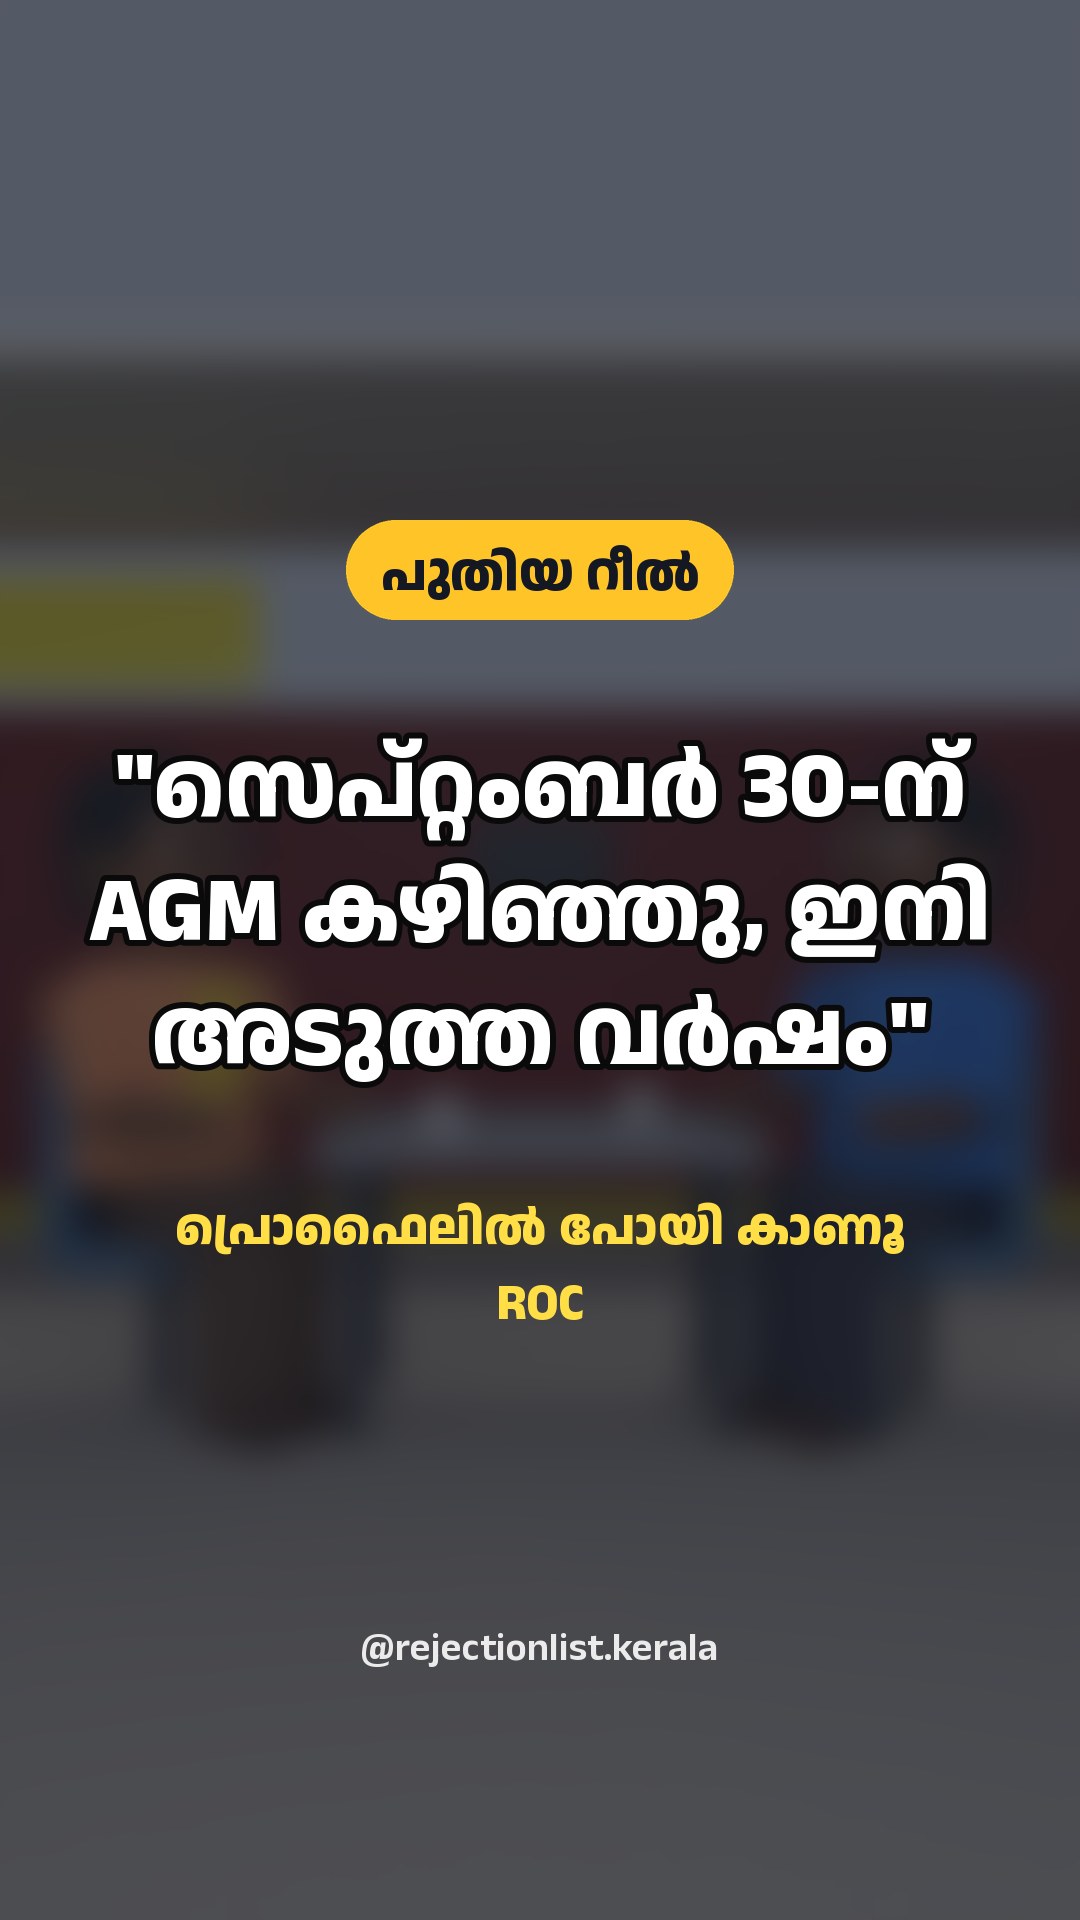 പുതിയ റീൽ
"സെപ്റ്റംബർ 30-ന്
AGM കഴിഞ്ഞു, ഇനി
അടുത്ത വർഷം"
പ്രൊഫൈലിൽ പോയി കാണൂ
ROC
@rejectionlist.kerala